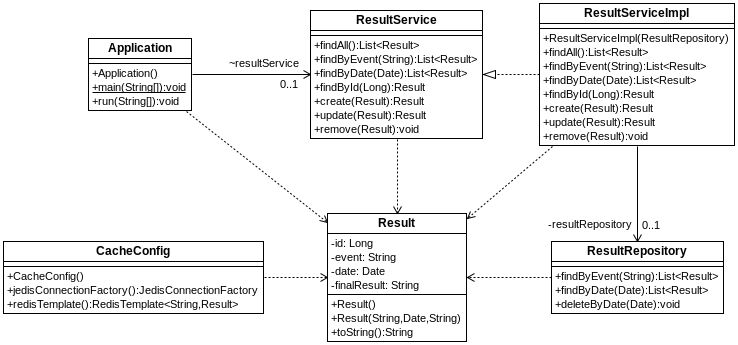 Application
+Application()
+main(String[]):void
+run(String[]):void
~resultService
0..1
ResultService
+findAll():List<Result>
+findByEvent(String):List<Result>
+findByDate(Date):List<Result>
+findById(Long):Result
+create(Result):Result
+update(Result):Result
+remove(Result):void
ResultServiceImpl
+ResultServiceImpl(ResultRepository)
+findAll():List<Result>
+findByEvent(String):List<Result>
+findByDate(Date):List<Result>
+findById(Long):Result
+create(Result):Result
+update(Result):Result
+remove(Result):void
-resultRepository
0..1
CacheConfig
+CacheConfig()
+jedisConnectionFactory():JedisConnectionFactory
+redisTemplate():RedisTemplate<String,Result>
Result
-id: Long
-event: String
-date: Date
-finalResult: String
+Result()
+Result(String,Date,String)
+toString():String
ResultRepository
+findByEvent(String):List<Result>
+findByDate(Date):List<Result>
+deleteByDate(Date):void